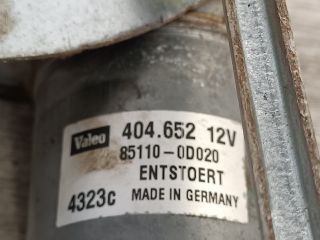 Valeo 404.652 12V
85110-0D020
ENTSTOERT
4323c MADE IN GERMANY